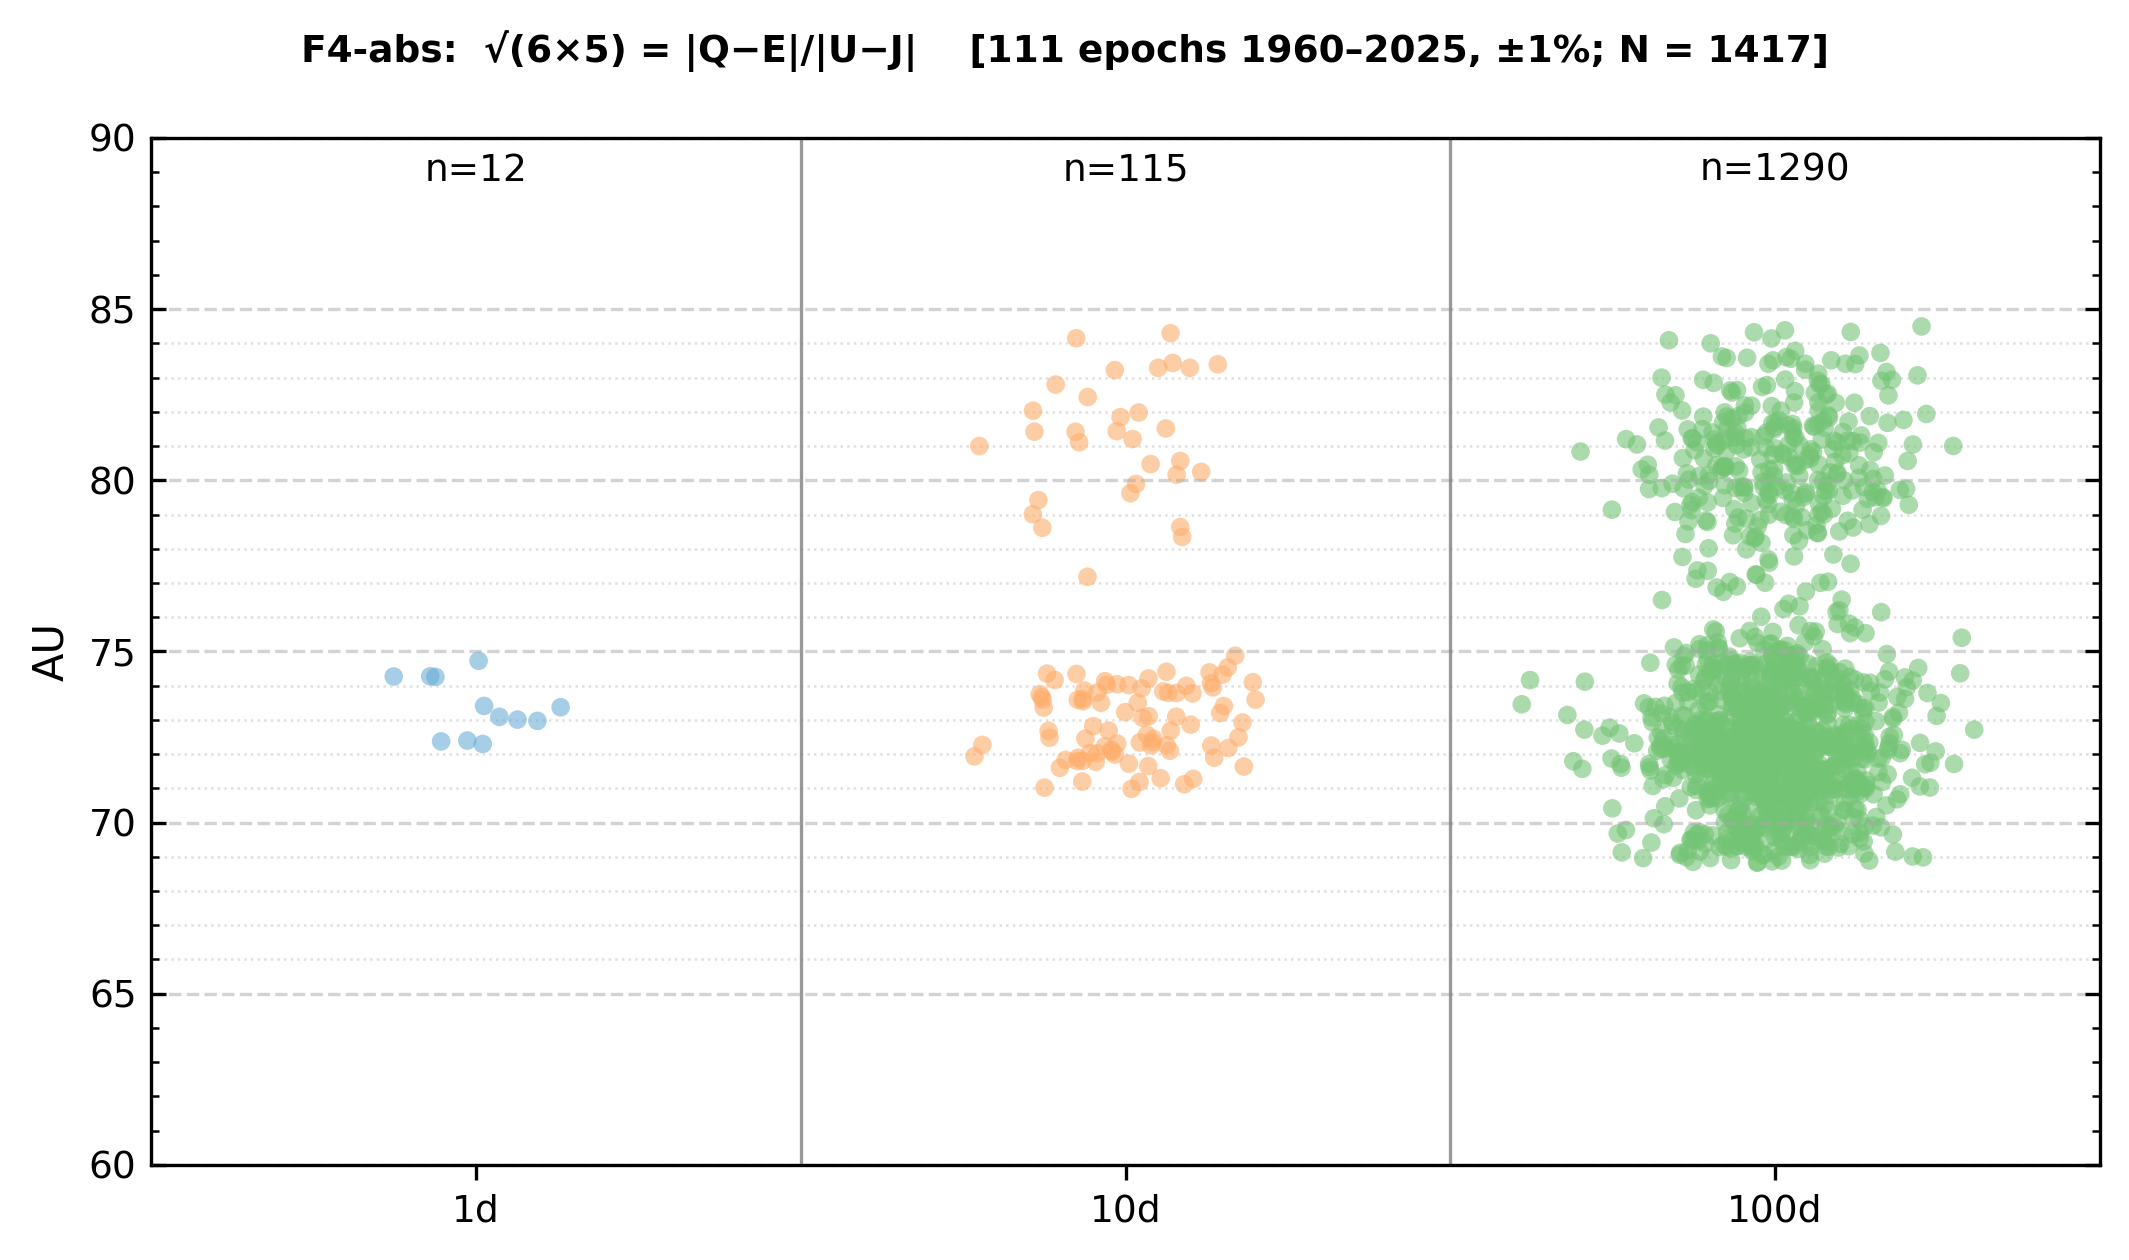 F4-abs: √(6×5) = |Q−E|/|U−J| [111 epochs 1960–2025, ±1%; N = 1417]
n=12 n=115 n=1290
90
85
80
75
70
65
60
AU
1d 10d 100d